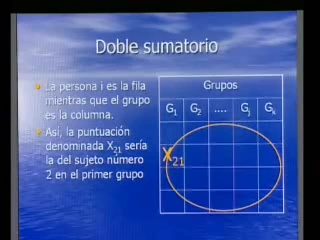 Doble sumatorio
La persona i es la fila
mientras que el grupo
es la columna.
Así, la puntuación
denominada X21 sería
la del sujeto número
2 en el primer grupo
Grupos
G1 G2 .... Gj Gk
X21